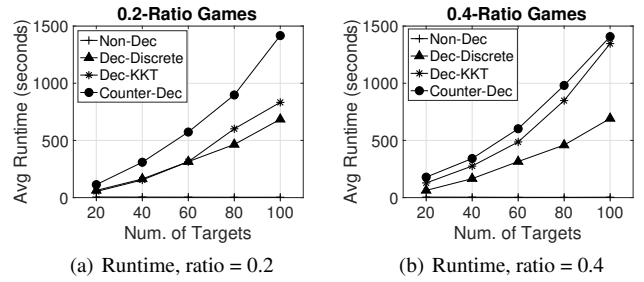 0.2-Ratio Games
Avg Runtime (seconds)
1500
1000
500
0
Non-Dec
Dec-Discrete
Dec-KKT
Counter-Dec
20 40 60 80 100
Num. of Targets
(a) Runtime, ratio = 0.2
0.4-Ratio Games
Avg Runtime (seconds)
1500
1000
500
0
Non-Dec
Dec-Discrete
Dec-KKT
Counter-Dec
20 40 60 80 100
Num. of Targets
(b) Runtime, ratio = 0.4